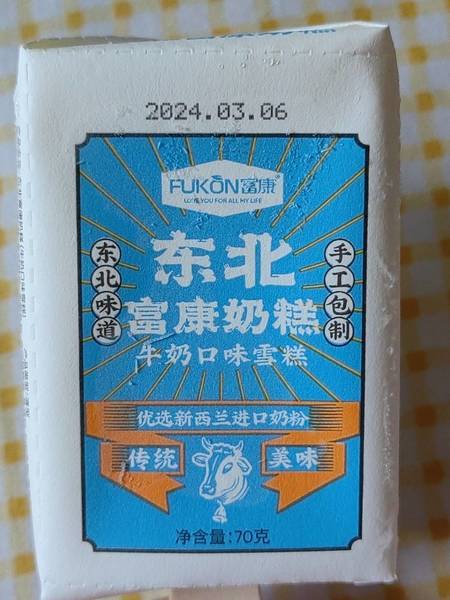 2024.03.06
FUKON富康®
LOVE YOU FOR ALL MY LIFE
东北
东北味道
手工包制
富康奶糕
牛奶口味雪糕
优选新西兰进口奶粉
传统
美味
净含量:70克